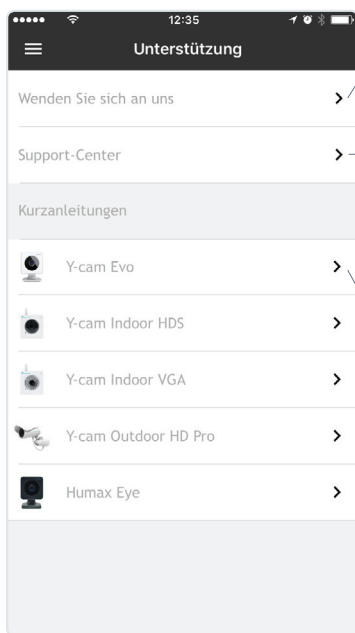 12:35
Unterstützung
Wenden Sie sich an uns
Support-Center
Kurzanleitungen
Y-cam Evo
Y-cam Indoor HDS
Y-cam Indoor VGA
Y-cam Outdoor HD Pro
Humax Eye